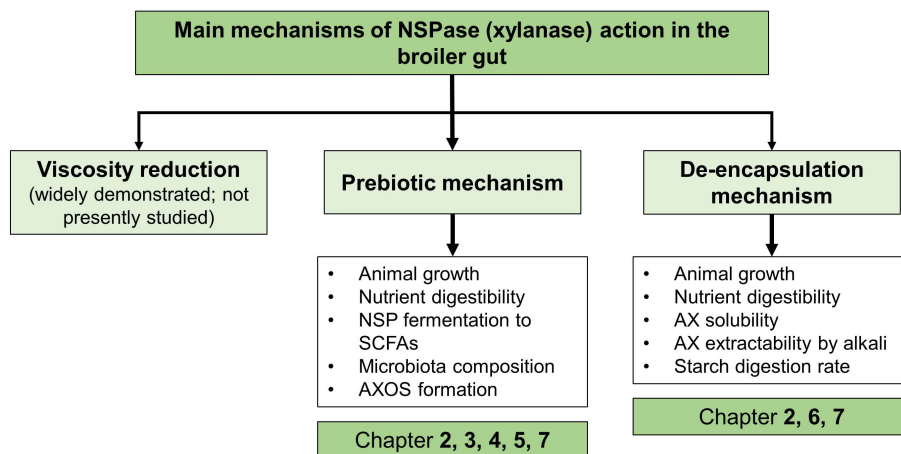 Main mechanisms of NSPase (xylanase) action in the
broiler gut
Viscosity reduction
(widely demonstrated; not
presently studied)
Prebiotic mechanism
De-encapsulation
mechanism
• Animal growth
• Nutrient digestibility
• NSP fermentation to
SCFAs
• Microbiota composition
• AXOS formation
• Animal growth
• Nutrient digestibility
• AX solubility
• AX extractability by alkali
• Starch digestion rate
Chapter 2, 3, 4, 5, 7
Chapter 2, 6, 7